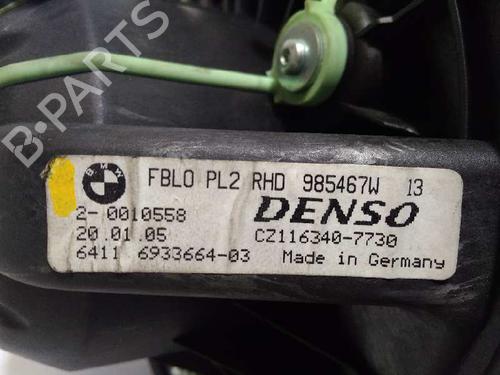 BMW
FBLO PL2 RHD 985467W 13
2-0010558
DENSO
20.01.05
CZ116340-7730
6411 6933664-03
Made in Germany
B-PARTS